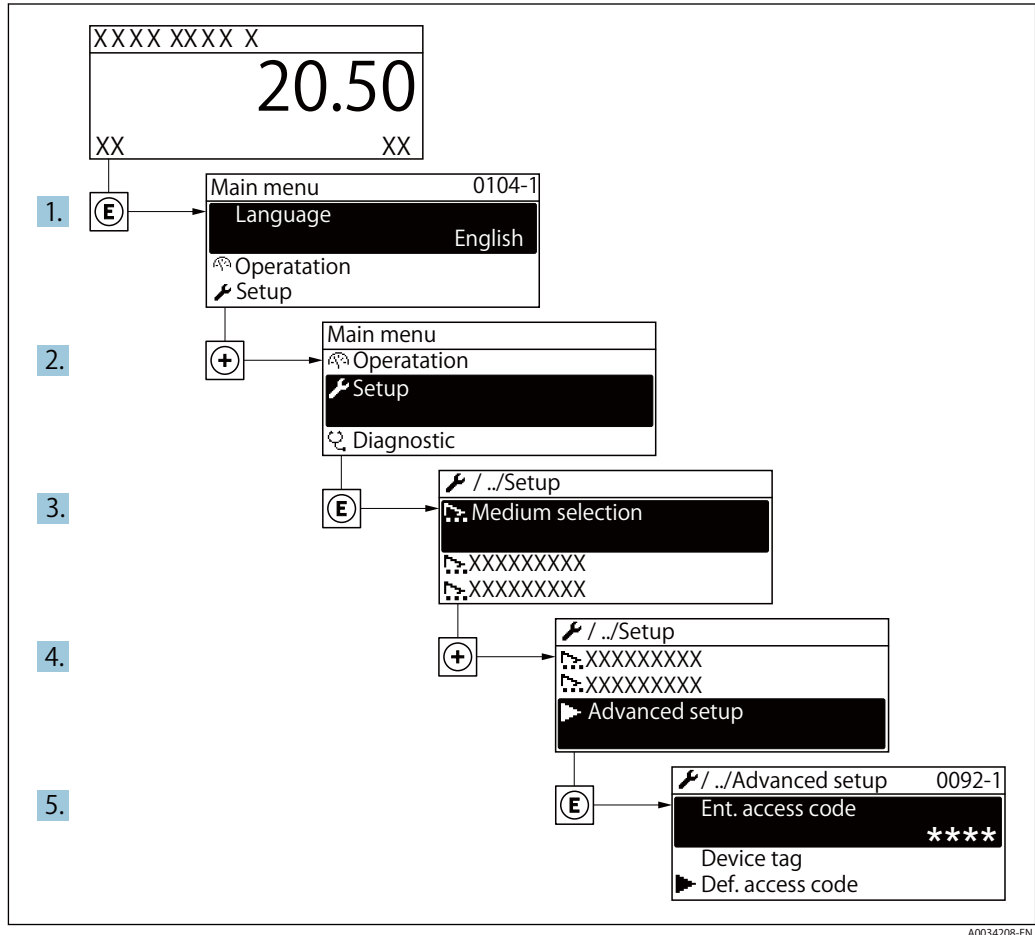 XXXX XXXX X
20.50
XX XX
1. E
Main menu 0104-1
Language
English
Operatation
Setup
2. +
Main menu
Operatation
Setup
Diagnostic
3. E
/ ../Setup
Medium selection
XXXXXXXXX
XXXXXXXXX
4. +
/ ../Setup
XXXXXXXXX
XXXXXXXXX
Advanced setup
5. E
/ ../Advanced setup 0092-1
Ent. access code
****
Device tag
Def. access code
A0034208-EN